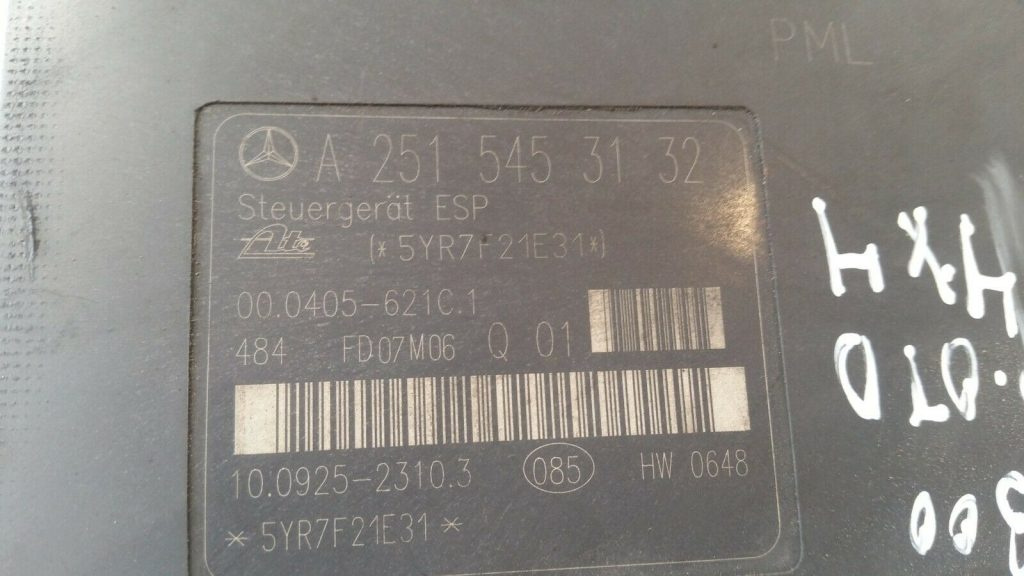 PML
A 251 545 31 32
Steuergerät ESP
Ate (*5YR7F21E31*)
00.0405-621C.1
484 FD07M06 Q 01
10.0925-2310.3 085 HW 0648
*5YR7F21E31*